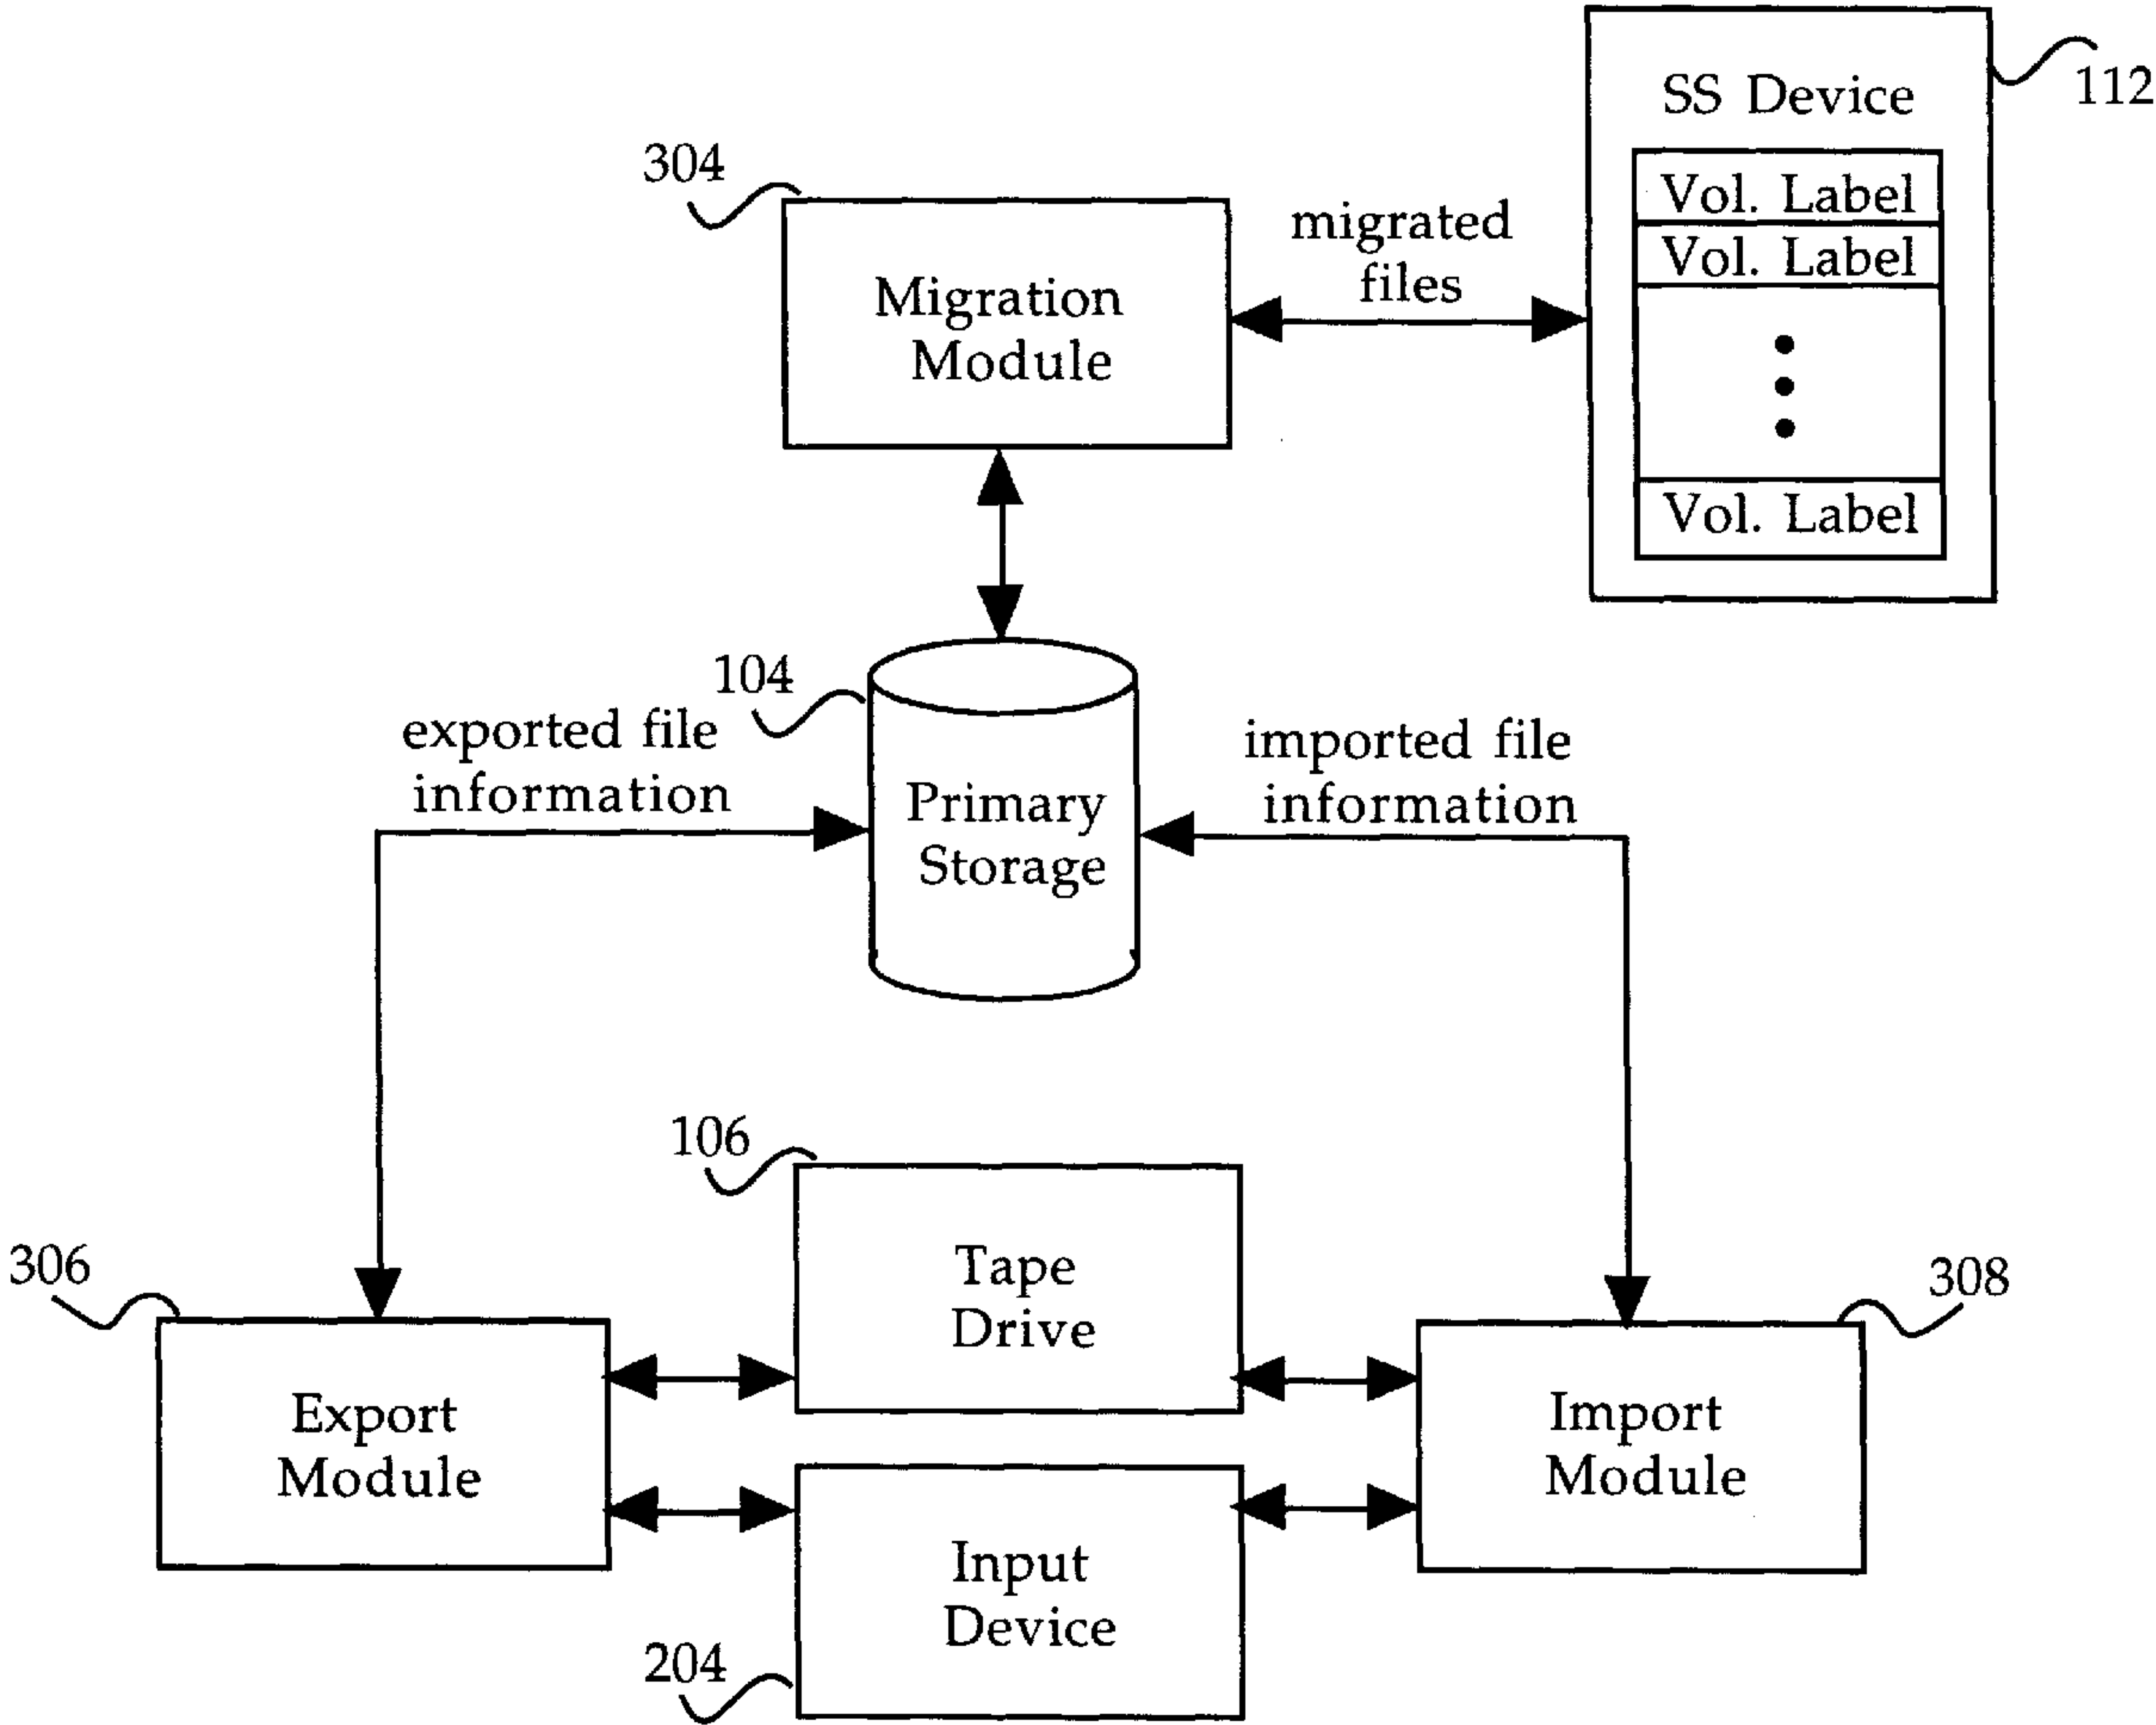 112
SS Device
Vol. Label
Vol. Label
Vol. Label
304
Migration
Module
migrated
files
104
exported file
information
Primary
Storage
imported file
information
106
Tape
Drive
306
Export
Module
308
Import
Module
Input
Device
204